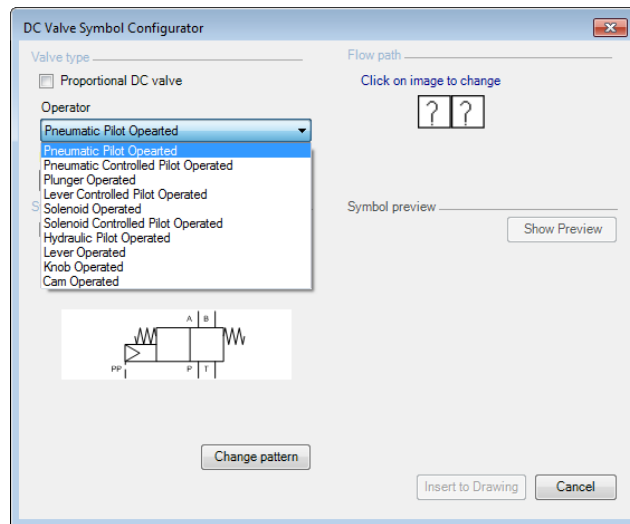 DC Valve Symbol Configurator
Valve type
Proportional DC valve
Operator
Pneumatic Pilot Opearted
Pneumatic Pilot Opearted
Pneumatic Controlled Pilot Operated
Plunger Operated
Lever Controlled Pilot Operated
Solenoid Operated
Solenoid Controlled Pilot Operated
Hydraulic Pilot Operated
Lever Operated
Knob Operated
Cam Operated
S
A B
PP P T
Change pattern
Flow path
Click on image to change
? ?
Symbol preview
Show Preview
Insert to Drawing Cancel